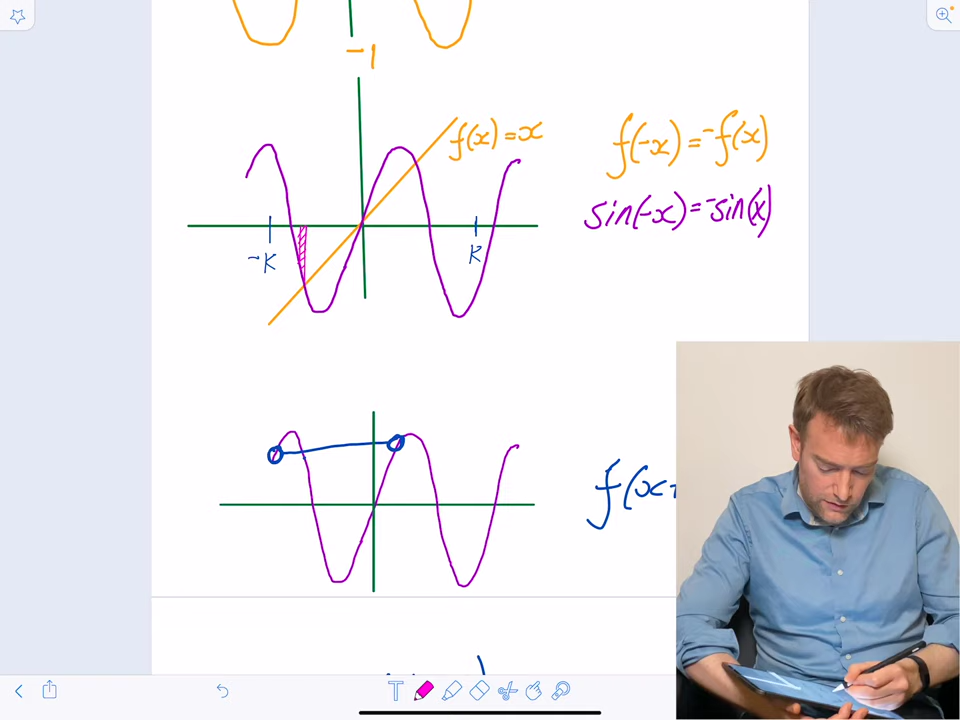 -1
f(x)=x
f(-x)=-f(x)
sin(-x)=-sin(x)
-K
K
f(x+
T